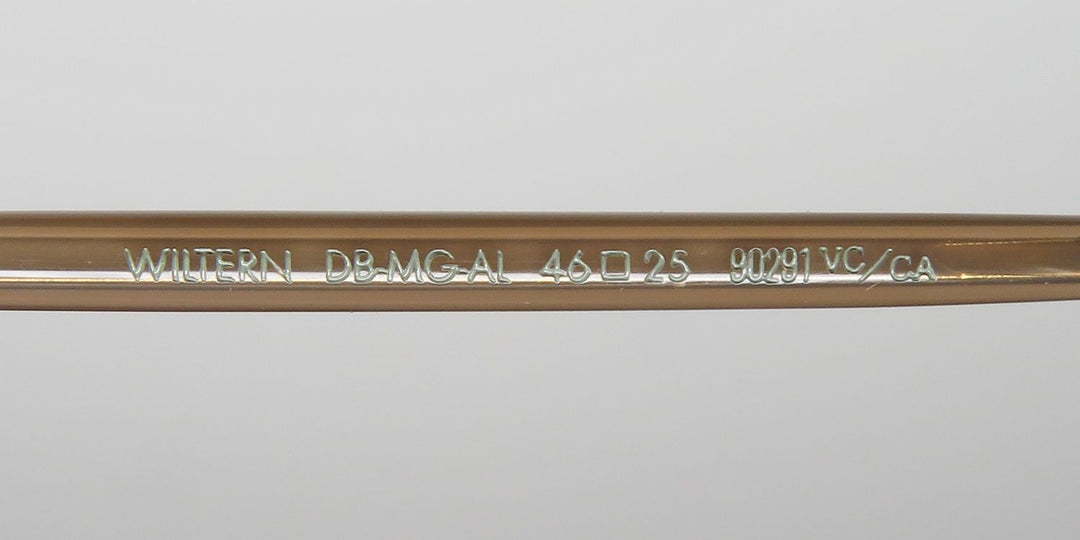 WILTERN DB-MG-AL 46□25 90291 VC/CA